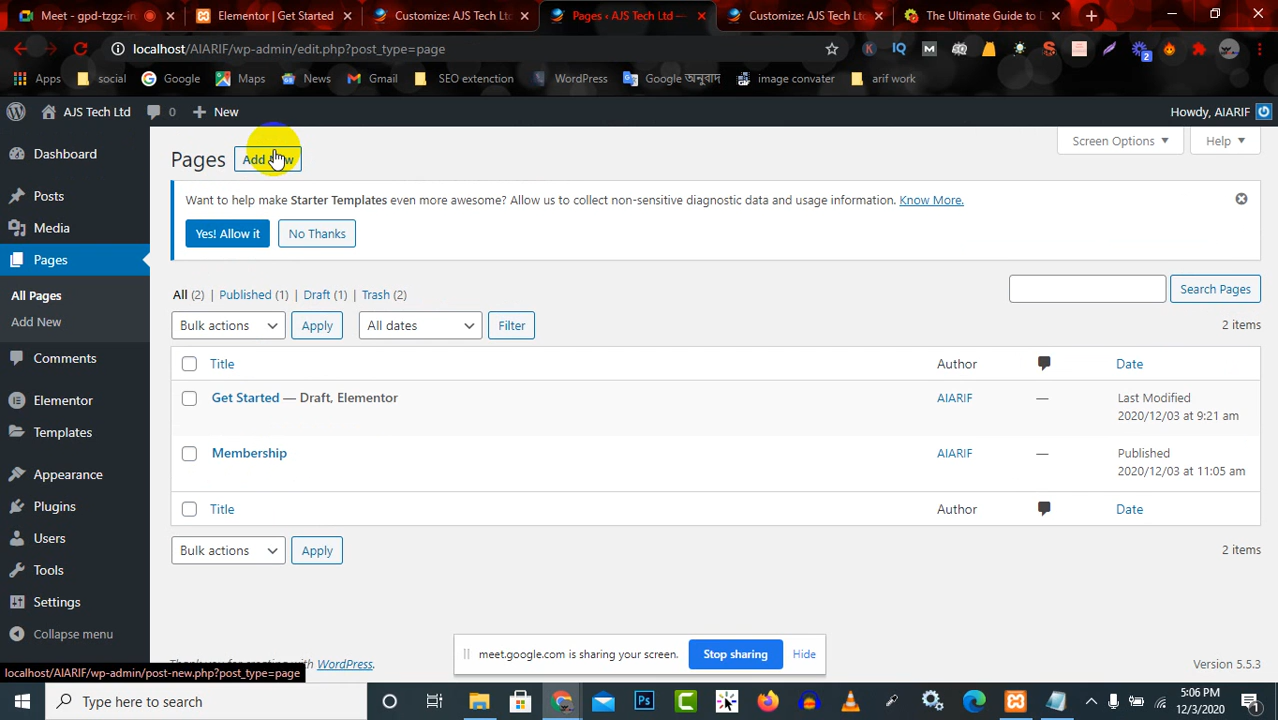 Meet - gpd-tzgz-in
Elementor | Get Started
Customize: AJS Tech Ltd
Pages ‹ AJS Tech Ltd —
Customize: AJS Tech Ltd
The Ultimate Guide to D
localhost/AIARIF/wp-admin/edit.php?post_type=page
Apps social Google Maps News Gmail SEO extenction WordPress Google অনুবাদ image convater arif work
AJS Tech Ltd 0 New Howdy, AIARIF
Screen Options Help
Dashboard
Posts
Media
Pages
All Pages
Add New
Comments
Elementor
Templates
Appearance
Plugins
Users
Tools
Settings
Collapse menu
Pages Add New
Want to help make Starter Templates even more awesome? Allow us to collect non-sensitive diagnostic data and usage information. Know More.
Yes! Allow it No Thanks
All (2) | Published (1) | Draft (1) | Trash (2)
Search Pages
Bulk actions Apply All dates Filter 2 items
Title Author Date
Get Started — Draft, Elementor AIARIF — Last Modified
2020/12/03 at 9:21 am
Membership AIARIF — Published
2020/12/03 at 11:05 am
Title Author Date
Bulk actions Apply 2 items
meet.google.com is sharing your screen. Stop sharing Hide
WordPress. Version 5.5.3
localhost/AIARIF/wp-admin/post-new.php?post_type=page
Type here to search
5:06 PM
12/3/2020